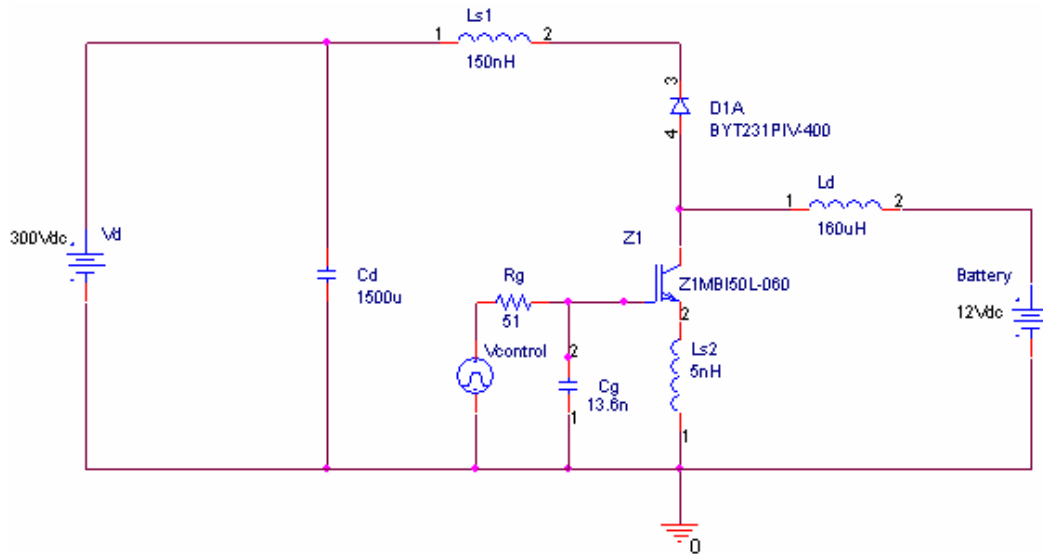 Ls1
1 2
150nH
3
D1A
BYT231PIV-400
4
Ld
1 2
160uH
Z1
300Vdc Vd
Cd
1500u
Rg
51
Z1MBI50L-060
Battery
12Vdc
2
Ls2
5nH
Vcontrol
2
Cg
13.6n
1
1
0